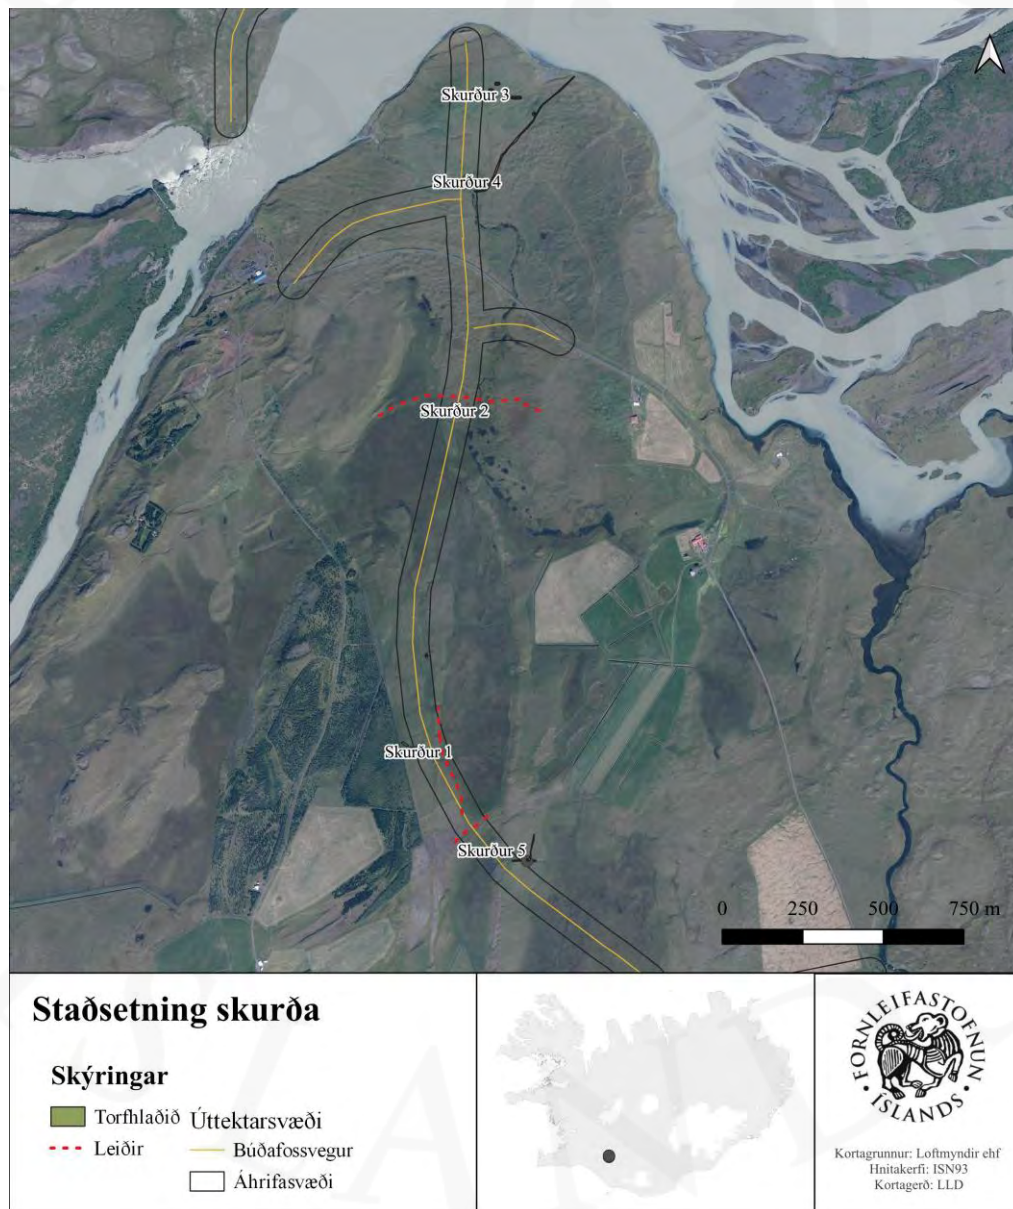 Skurður 3
Skurður 4
Skurður 2
Skurður 1
Skurður 5
0 250 500 750 m
Staðsetning skurða
Skýringar
Torfhlaðið
Leiðir
Úttektarsvæði
Búðafossvegur
Áhrifasvæði
FORNLEIFASTOFNUN
• ÍSLANDS •
Kortagrunnur: Loftmyndir ehf
Hnitakerfi: ISN93
Kortagerð: LLD